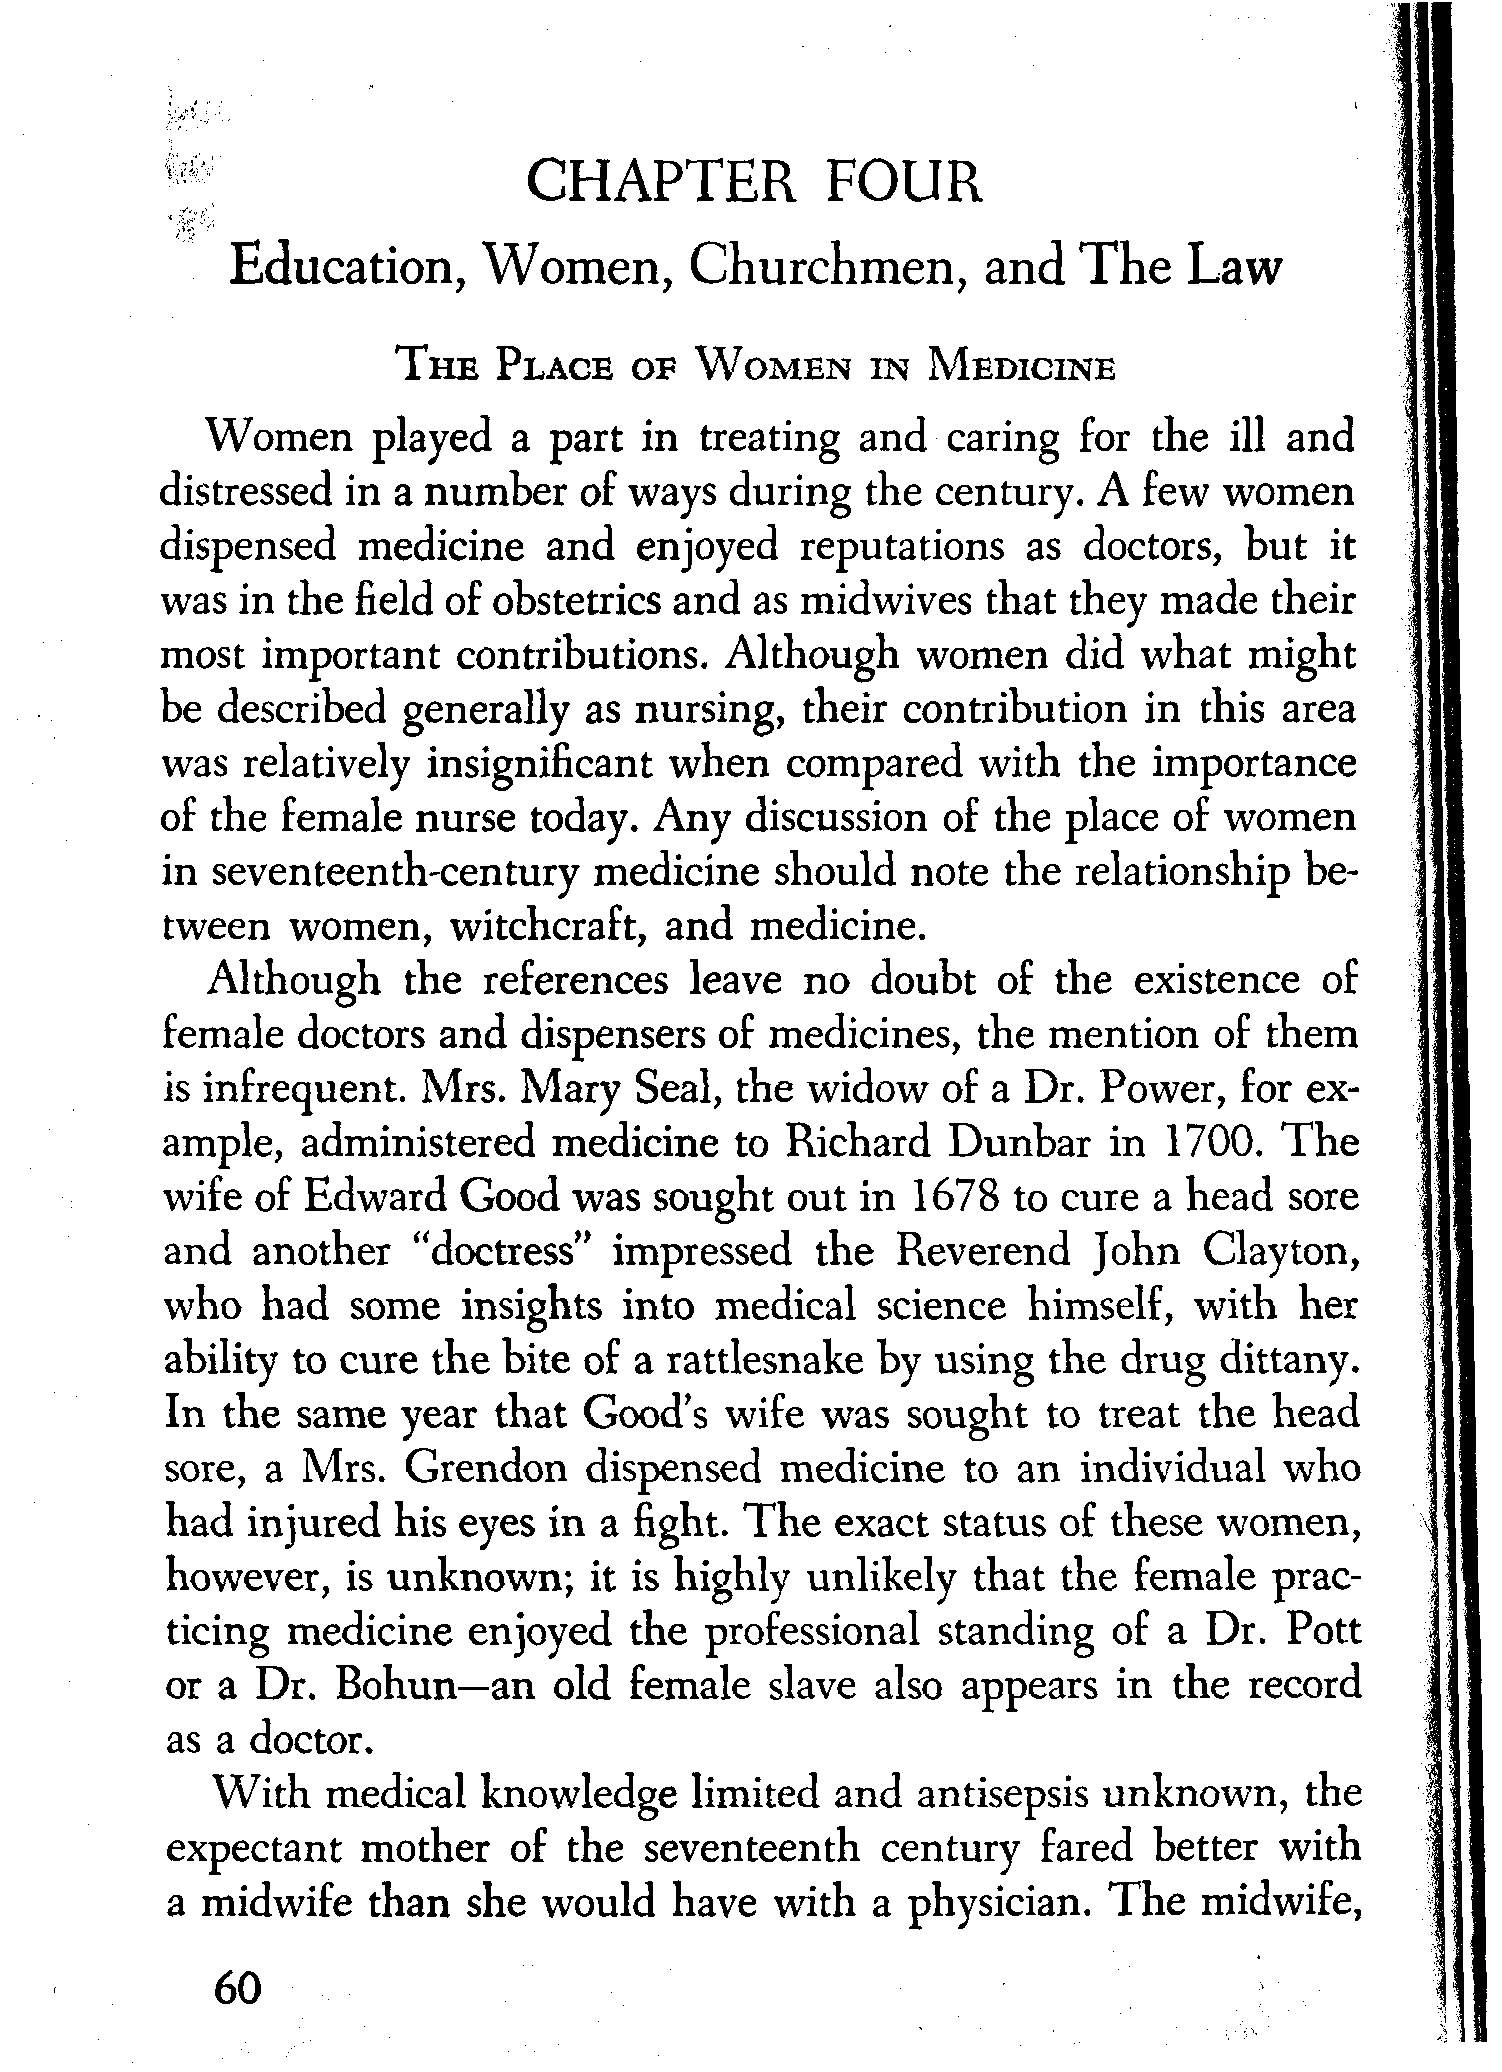 CHAPTER FOUR
Education, Women, Churchmen, and The Law
The Place of Women in Medicine
Women played a part in treating and caring for the ill and
distressed in a number of ways during the century. A few women
dispensed medicine and enjoyed reputations as doctors, but it
was in the field of obstetrics and as midwives that they made their
most important contributions. Although women did what might
be described generally as nursing, their contribution in this area
was relatively insignificant when compared with the importance
of the female nurse today. Any discussion of the place of women
in seventeenth-century medicine should note the relationship be-
tween women, witchcraft, and medicine.
Although the references leave no doubt of the existence of
female doctors and dispensers of medicines, the mention of them
is infrequent. Mrs. Mary Seal, the widow of a Dr. Power, for ex-
ample, administered medicine to Richard Dunbar in 1700. The
wife of Edward Good was sought out in 1678 to cure a head sore
and another "doctress" impressed the Reverend John Clayton,
who had some insights into medical science himself, with her
ability to cure the bite of a rattlesnake by using the drug dittany.
In the same year that Good's wife was sought to treat the head
sore, a Mrs. Grendon dispensed medicine to an individual who
had injured his eyes in a fight. The exact status of these women,
however, is unknown; it is highly unlikely that the female prac-
ticing medicine enjoyed the professional standing of a Dr. Pott
or a Dr. Bohun—an old female slave also appears in the record
as a doctor.
With medical knowledge limited and antisepsis unknown, the
expectant mother of the seventeenth century fared better with
a midwife than she would have with a physician. The midwife,
60